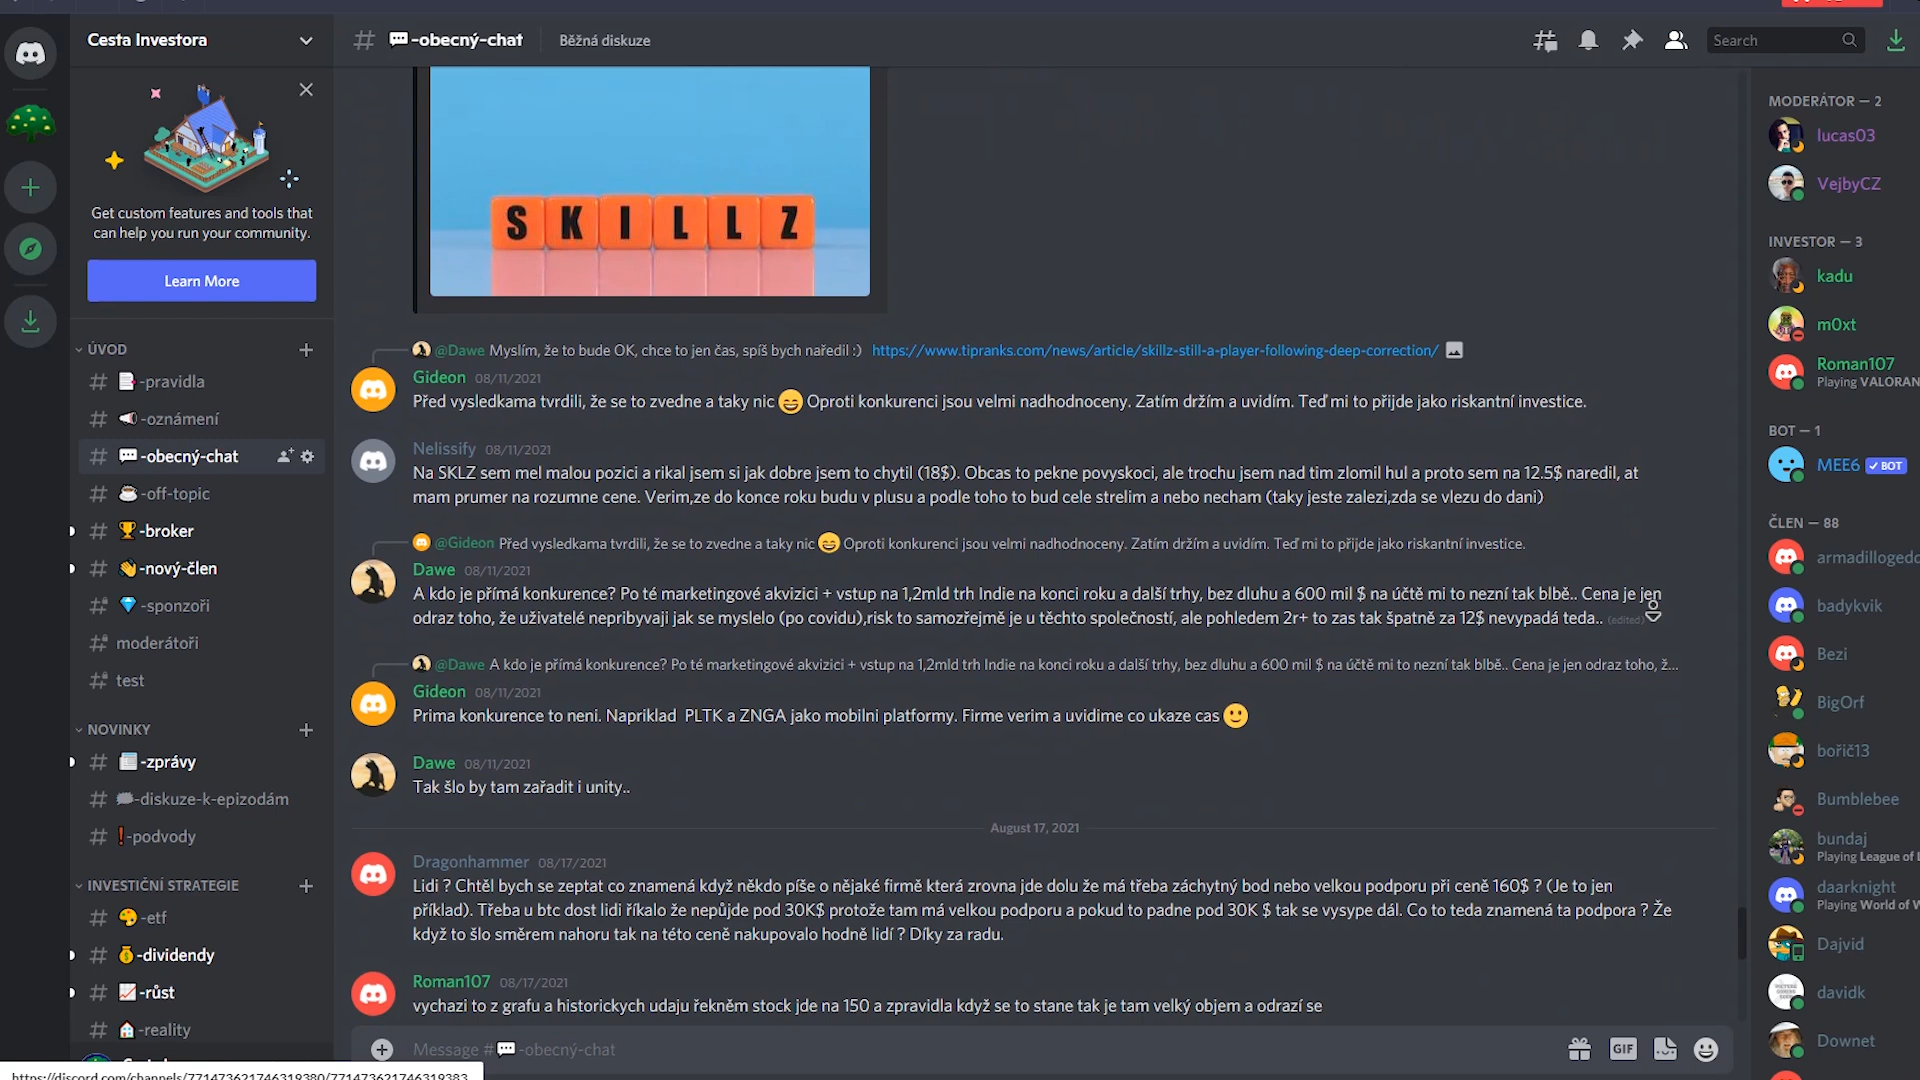 Cesta Investora
-obecný-chat
Běžná diskuze
Search
Get custom features and tools that
can help you run your community.
Learn More
ÚVOD
-pravidla
-oznámení
-obecný-chat
-off-topic
-broker
-nový-člen
-sponzoři
moderátoři
test
NOVINKY
-zprávy
-diskuze-k-epizodám
-podvody
INVESTIČNÍ STRATEGIE
-etf
-dividendy
-růst
-reality
https://discord.com/channels/771473621746319380/771473621746319383
SKILLZ
@Dawe Myslím, že to bude OK, chce to jen čas, spíš bych naředil :) https://www.tipranks.com/news/article/skillz-still-a-player-following-deep-correction/
Gideon 08/11/2021
Před vysledkama tvrdili, že se to zvedne a taky nic 😄 Oproti konkurenci jsou velmi nadhodnoceny. Zatím držím a uvidím. Teď mi to přijde jako riskantní investice.
Nelissify 08/11/2021
Na SKLZ sem mel malou pozici a rikal jsem si jak dobre jsem to chytil (18$). Obcas to pekne povyskoci, ale trochu jsem nad tim zlomil hul a proto sem na 12.5$ naredil, at
mam prumer na rozumne cene. Verim,ze do konce roku budu v plusu a podle toho to bud cele strelim a nebo necham (taky jeste zalezi,zda se vlezu do dani)
@Gideon Před vysledkama tvrdili, že se to zvedne a taky nic 😄 Oproti konkurenci jsou velmi nadhodnoceny. Zatím držím a uvidím. Teď mi to přijde jako riskantní investice.
Dawe 08/11/2021
A kdo je přímá konkurence? Po té marketingové akvizici + vstup na 1,2mld trh Indie na konci roku a další trhy, bez dluhu a 600 mil $ na účtě mi to nezní tak blbě.. Cena je jen
odraz toho, že uživatelé nepribyvaji jak se myslelo (po covidu),risk to samozřejmě je u těchto společností, ale pohledem 2r+ to zas tak špatně za 12$ nevypadá teda.. (edited)
@Dawe A kdo je přímá konkurence? Po té marketingové akvizici + vstup na 1,2mld trh Indie na konci roku a další trhy, bez dluhu a 600 mil $ na účtě mi to nezní tak blbě.. Cena je jen odraz toho, ž...
Gideon 08/11/2021
Prima konkurence to neni. Napriklad PLTK a ZNGA jako mobilni platformy. Firme verim a uvidime co ukaze cas 🙂
Dawe 08/11/2021
Tak šlo by tam zařadit i unity..
August 17, 2021
Dragonhammer 08/17/2021
Lidi ? Chtěl bych se zeptat co znamená když někdo píše o nějaké firmě která zrovna jde dolu že má třeba záchytný bod nebo velkou podporu při ceně 160$ ? (Je to jen
příklad). Třeba u btc dost lidi říkalo že nepůjde pod 30K$ protože tam má velkou podporu a pokud to padne pod 30K $ tak se vysype dál. Co to teda znamená ta podpora ? Že
když to šlo směrem nahoru tak na této ceně nakupovalo hodně lidí ? Díky za radu.
Roman107 08/17/2021
vychazi to z grafu a historickych udaju řekněm stock jde na 150 a zpravidla když se to stane tak je tam velký objem a odrazí se
Message # -obecný-chat
GIF
MODERÁTOR — 2
lucas03
VejbyCZ
INVESTOR — 3
kadu
m0xt
Roman107
Playing VALORAN
BOT — 1
MEE6 BOT
ČLEN — 88
armadillogedo
badykvik
Bezi
BigOrf
bořič13
Bumblebee
bundaj
Playing League of L
daarknight
Playing World of W
Dajvid
davidk
Downet